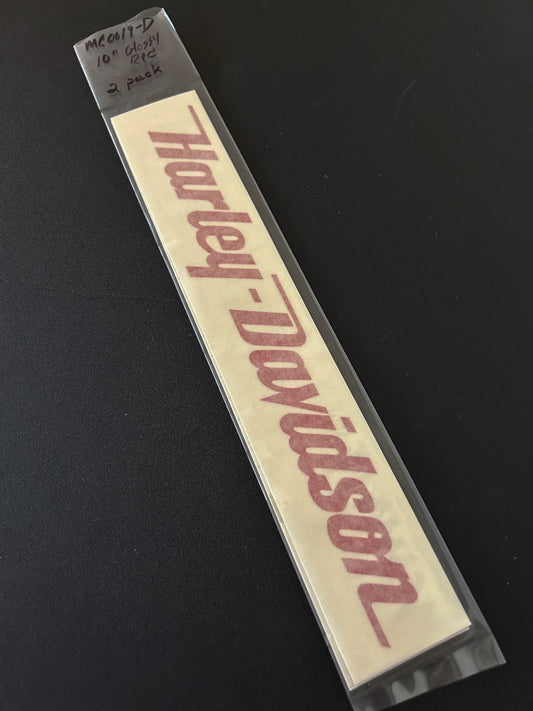 MC0019-D
10" Glossy
Red
2 pack
Harley-Davidson